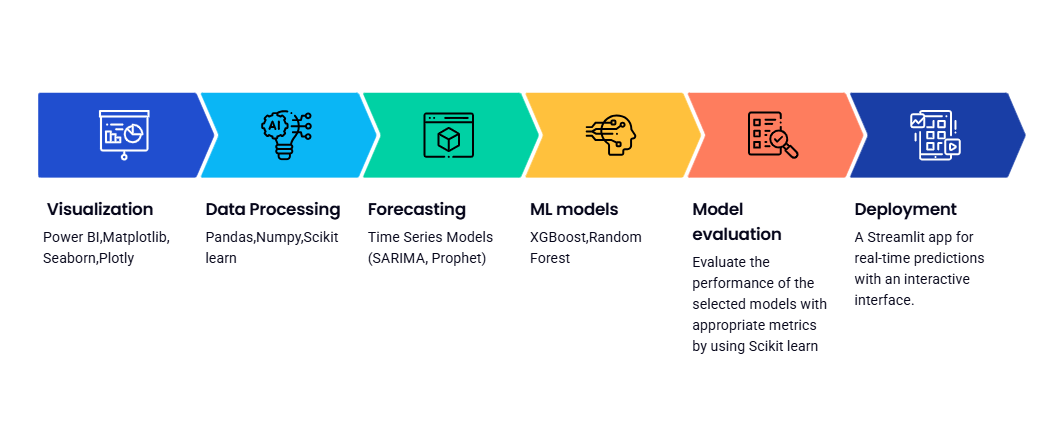 AI
Visualization
Power BI,Matplotlib,
Seaborn,Plotly
Data Processing
Pandas,Numpy,Scikit
learn
Forecasting
Time Series Models
(SARIMA, Prophet)
ML models
XGBoost,Random
Forest
Model
evaluation
Evaluate the
performance of the
selected models with
appropriate metrics
by using Scikit learn
Deployment
A Streamlit app for
real-time predictions
with an interactive
interface.